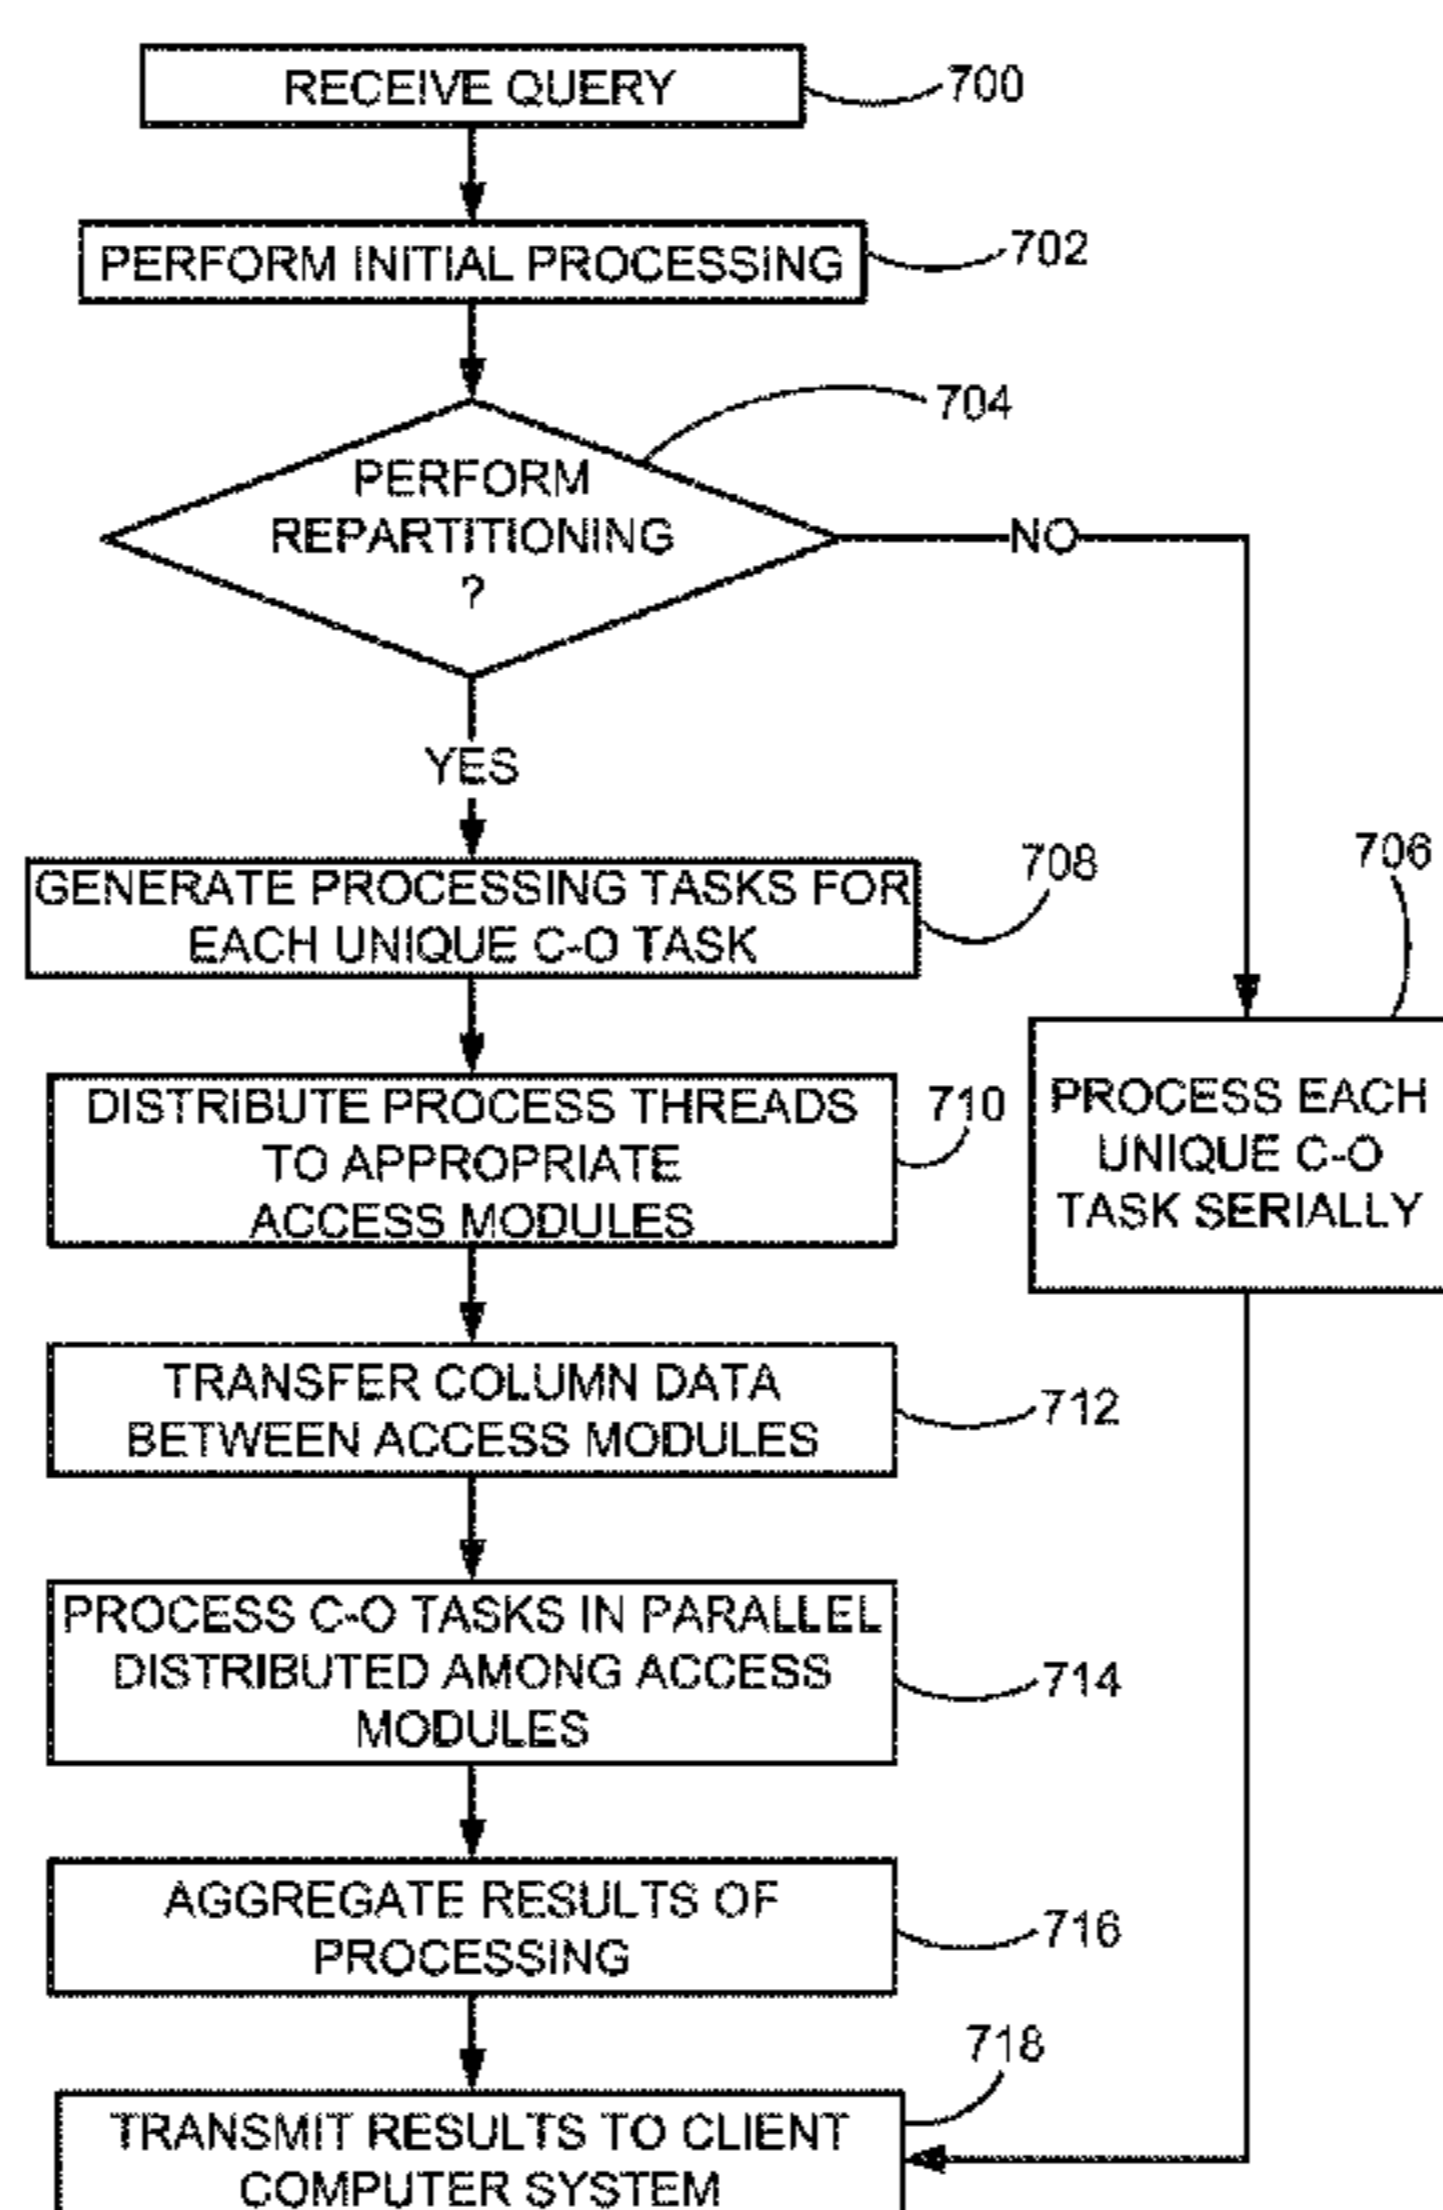 RECEIVE QUERY
700
PERFORM INITIAL PROCESSING
702
704
PERFORM
REPARTITIONING
?
NO
YES
708
GENERATE PROCESSING TASKS FOR
EACH UNIQUE C-O TASK
706
PROCESS EACH
UNIQUE C-O
TASK SERIALLY
710
DISTRIBUTE PROCESS THREADS
TO APPROPRIATE
ACCESS MODULES
TRANSFER COLUMN DATA
BETWEEN ACCESS MODULES
712
PROCESS C-O TASKS IN PARALLEL
DISTRIBUTED AMONG ACCESS
MODULES
714
AGGREGATE RESULTS OF
PROCESSING
716
718
TRANSMIT RESULTS TO CLIENT
COMPUTER SYSTEM